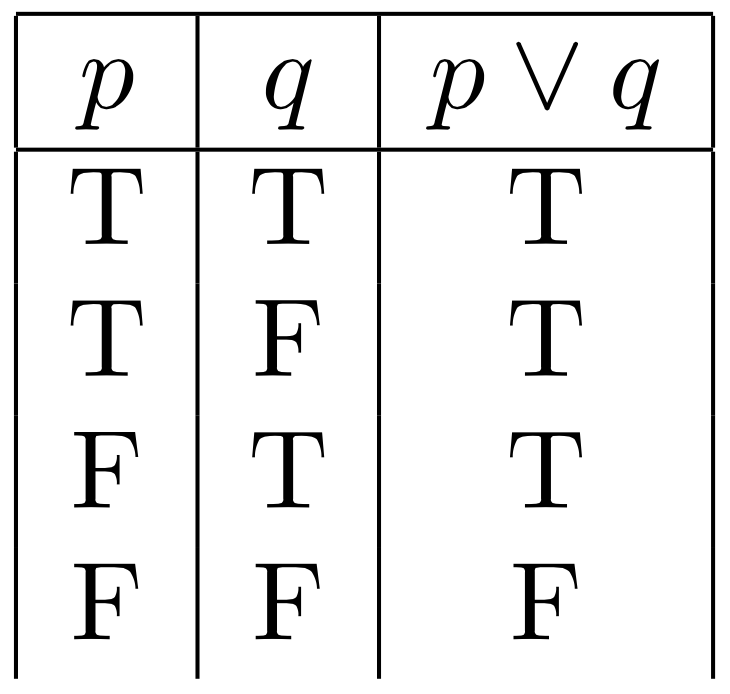 p q p ∨ q
T T T
T F T
F T T
F F F